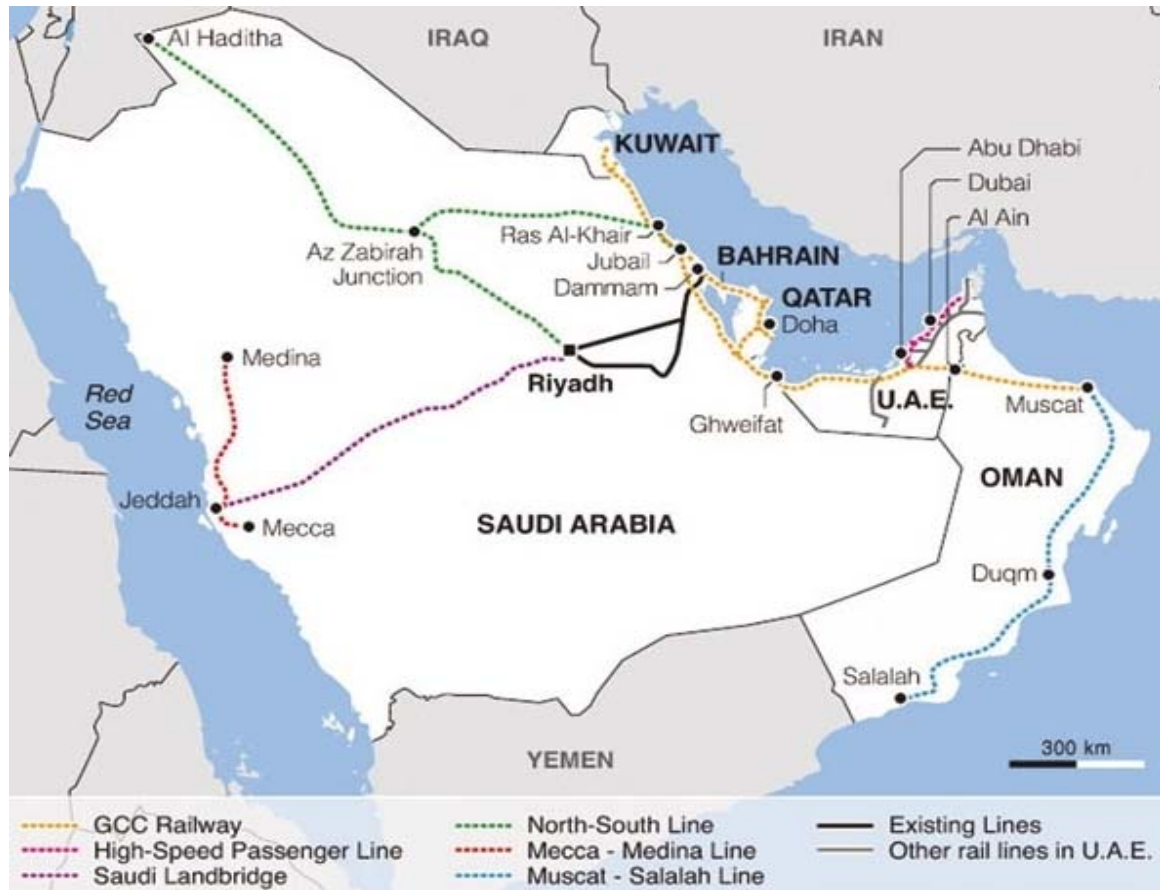 Al Haditha
IRAQ
IRAN
KUWAIT
Abu Dhabi
Dubai
Al Ain
Ras Al-Khair
Az Zabirah
Junction
Jubail
BAHRAIN
Dammam
QATAR
Doha
Medina
Riyadh
Red
Sea
Ghweifat
U.A.E.
Muscat
Jeddah
Mecca
SAUDI ARABIA
OMAN
Duqm
Salalah
YEMEN
300 km
GCC Railway
High-Speed Passenger Line
Saudi Landbridge
North-South Line
Mecca - Medina Line
Muscat - Salalah Line
Existing Lines
Other rail lines in U.A.E.